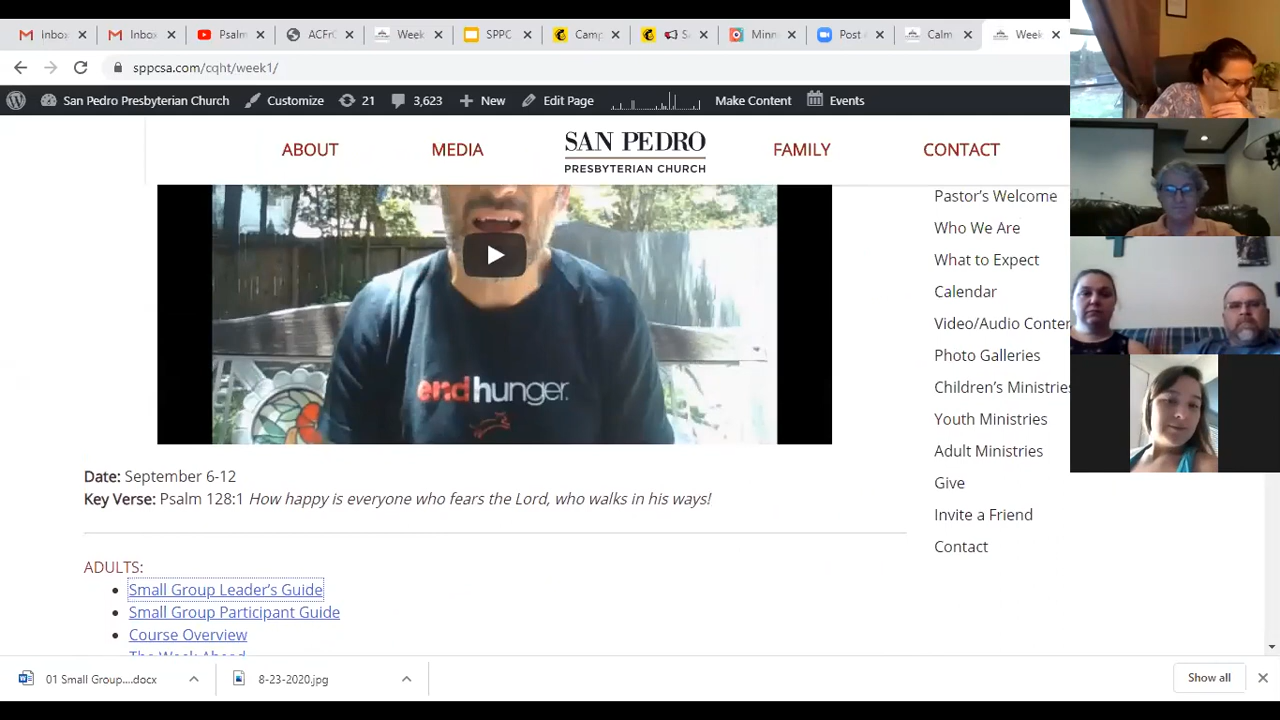 Inbox
Inbox
Psalm
ACFrO
Week
SPPC
Camp
Minn
Post A
Calm
Week
sppcsa.com/cqht/week1/
San Pedro Presbyterian Church Customize 21 3,623 New Edit Page Make Content Events
ABOUT MEDIA SAN PEDRO FAMILY CONTACT
PRESBYTERIAN CHURCH
Pastor's Welcome
Who We Are
What to Expect
Calendar
Video/Audio Conten
Photo Galleries
Children's Ministries
Youth Ministries
Adult Ministries
Give
Invite a Friend
Contact
endhunger.
Date: September 6-12
Key Verse: Psalm 128:1 How happy is everyone who fears the Lord, who walks in his ways!
ADULTS:
Small Group Leader's Guide
Small Group Participant Guide
Course Overview
The Week Ahead
01 Small Group....docx
8-23-2020.jpg
Show all